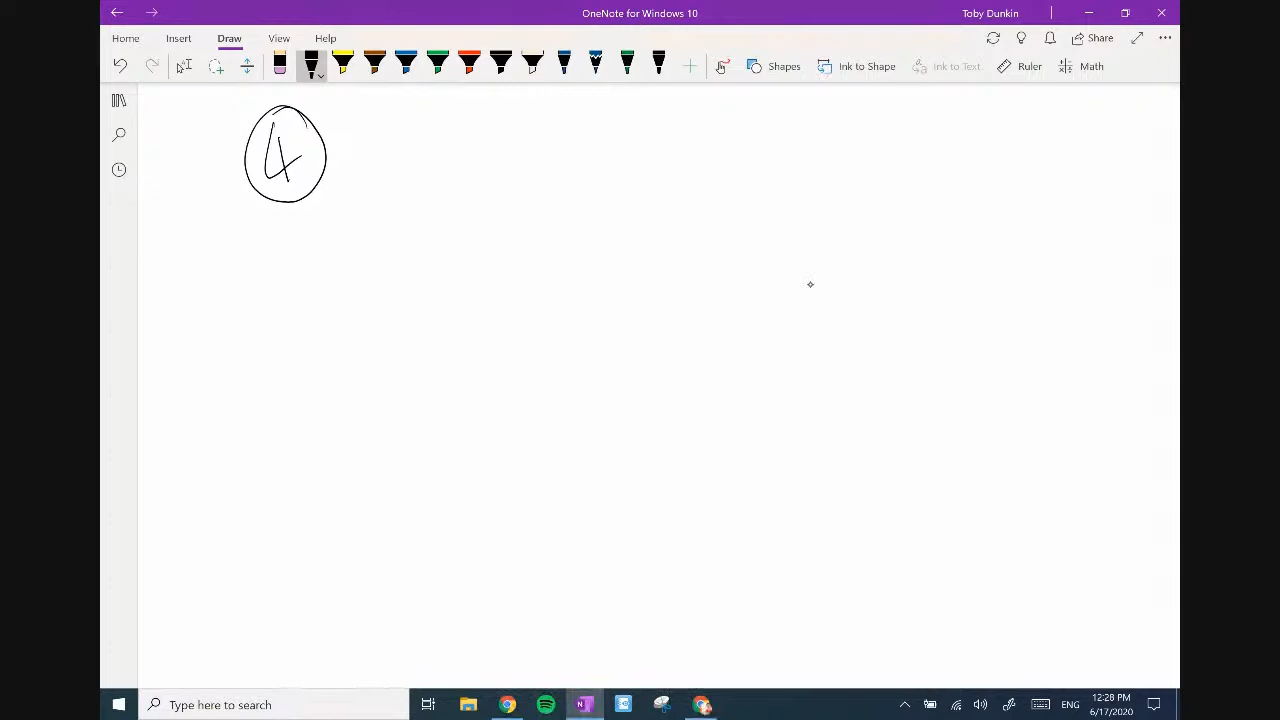 OneNote for Windows 10
Toby Dunkin
Home Insert Draw View Help
Share
Shapes Ink to Shape Ink to Text Ruler Math
4
Type here to search
ENG
12:28 PM
6/17/2020